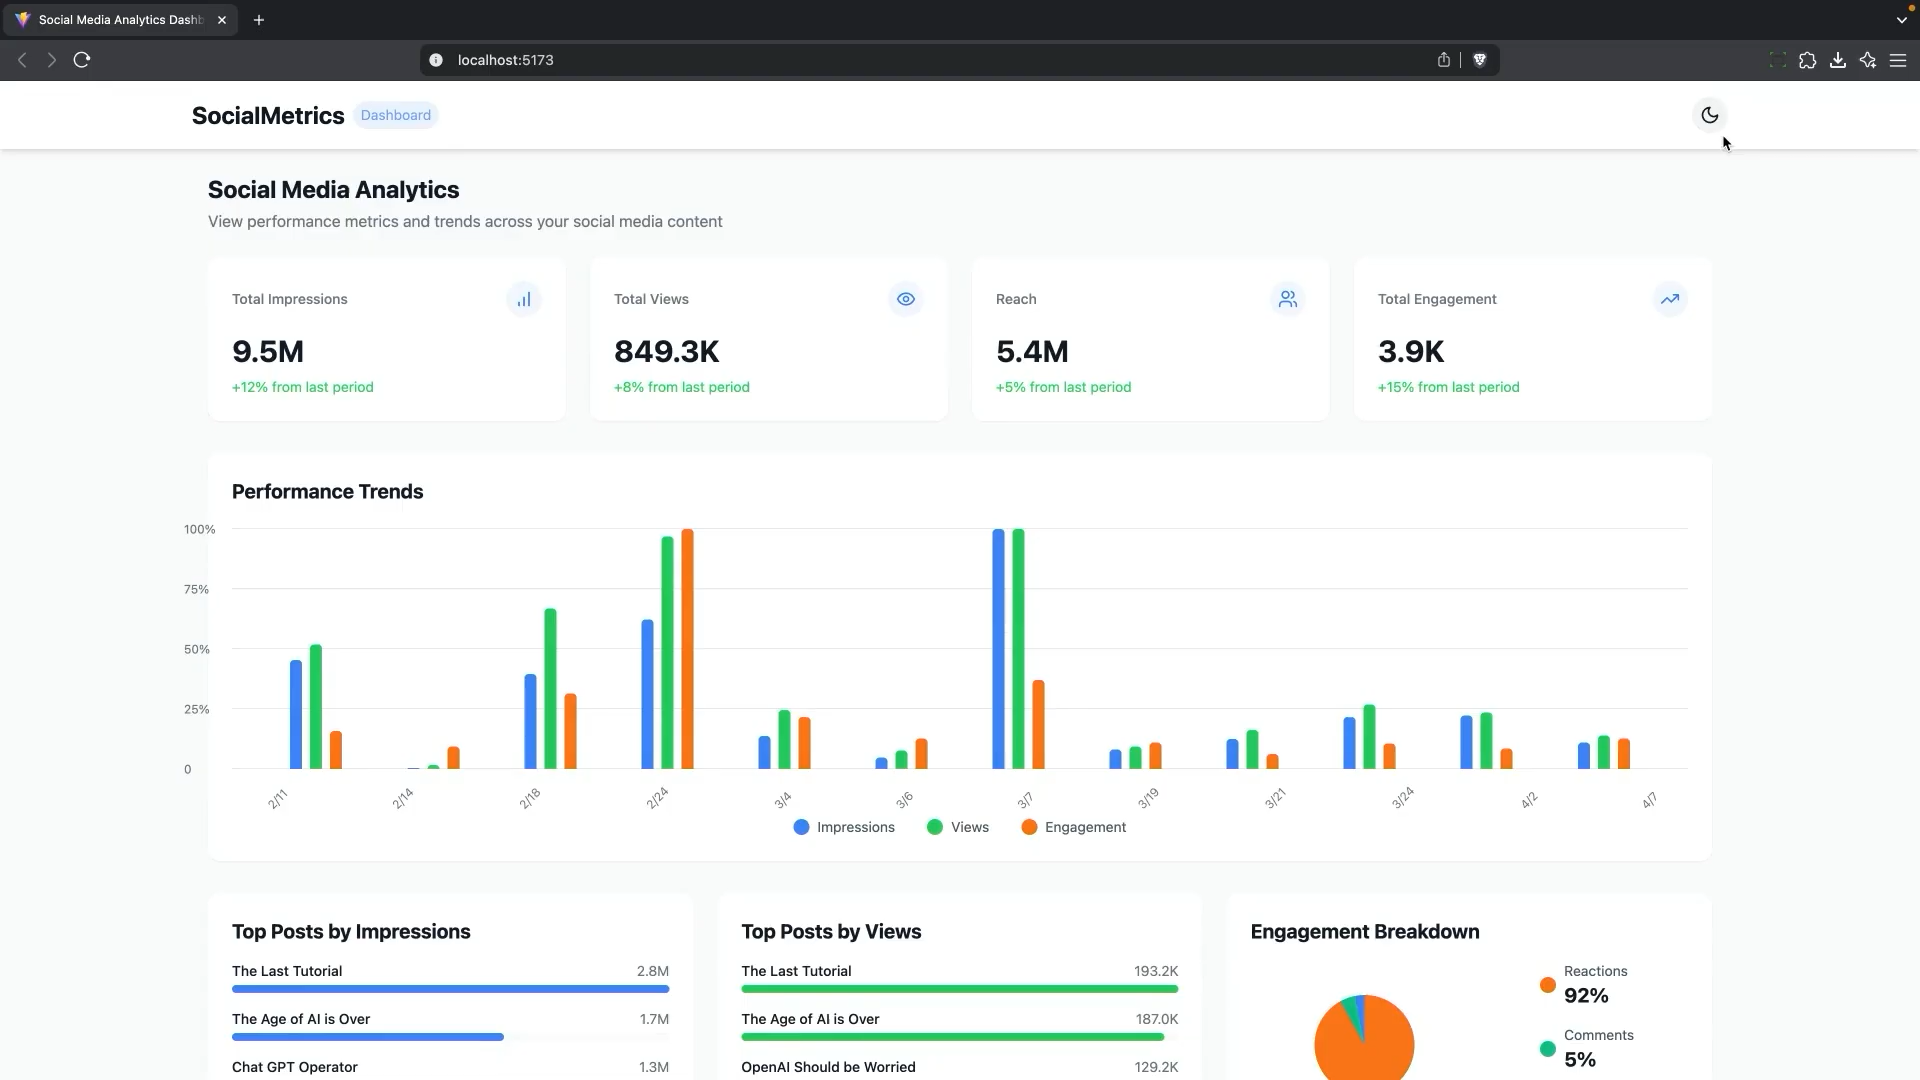 Social Media Analytics Dashb
localhost:5173
SocialMetrics Dashboard
Social Media Analytics
View performance metrics and trends across your social media content
Total Impressions
9.5M
+12% from last period
Total Views
849.3K
+8% from last period
Reach
5.4M
+5% from last period
Total Engagement
3.9K
+15% from last period
Performance Trends
100%
75%
50%
25%
0
2/11 2/14 2/18 2/24 3/4 3/6 3/7 3/19 3/21 3/24 4/2 4/7
Impressions Views Engagement
Top Posts by Impressions
The Last Tutorial 2.8M
The Age of AI is Over 1.7M
Chat GPT Operator 1.3M
Top Posts by Views
The Last Tutorial 193.2K
The Age of AI is Over 187.0K
OpenAI Should be Worried 129.2K
Engagement Breakdown
Reactions
92%
Comments
5%